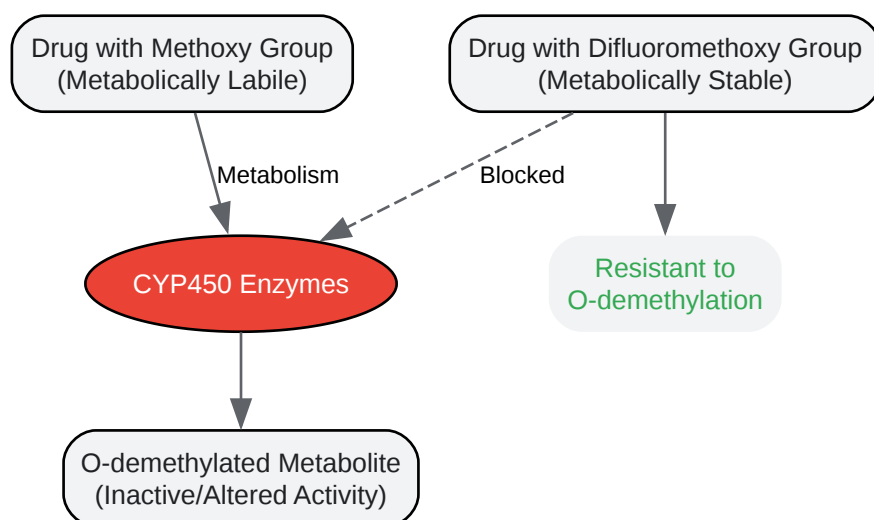 Drug with Methoxy Group
(Metabolically Labile)
Drug with Difluoromethoxy Group
(Metabolically Stable)
Metabolism
Blocked
CYP450 Enzymes
Resistant to
O-demethylation
O-demethylated Metabolite
(Inactive/Altered Activity)